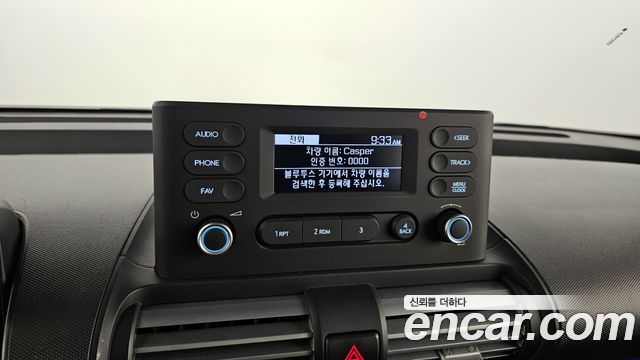 AUDIO
PHONE
FAV
전화 9:33 AM
차량 이름: Casper
인증 번호: 0000
블루투스 기기에서 차량 이름을
검색한 후 등록해 주십시오.
<SEEK
TRACK>
MENU
CLOCK
1 RPT
2 RDM
3
4
BACK
신뢰를 더하다
encar.com